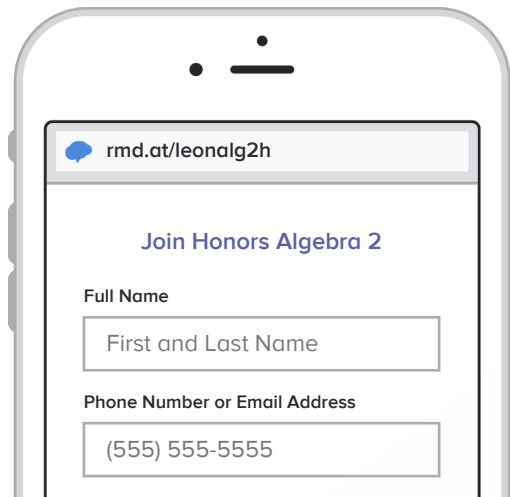 rmd.at/leonalg2h
Join Honors Algebra 2
Full Name
First and Last Name
Phone Number or Email Address
(555) 555-5555